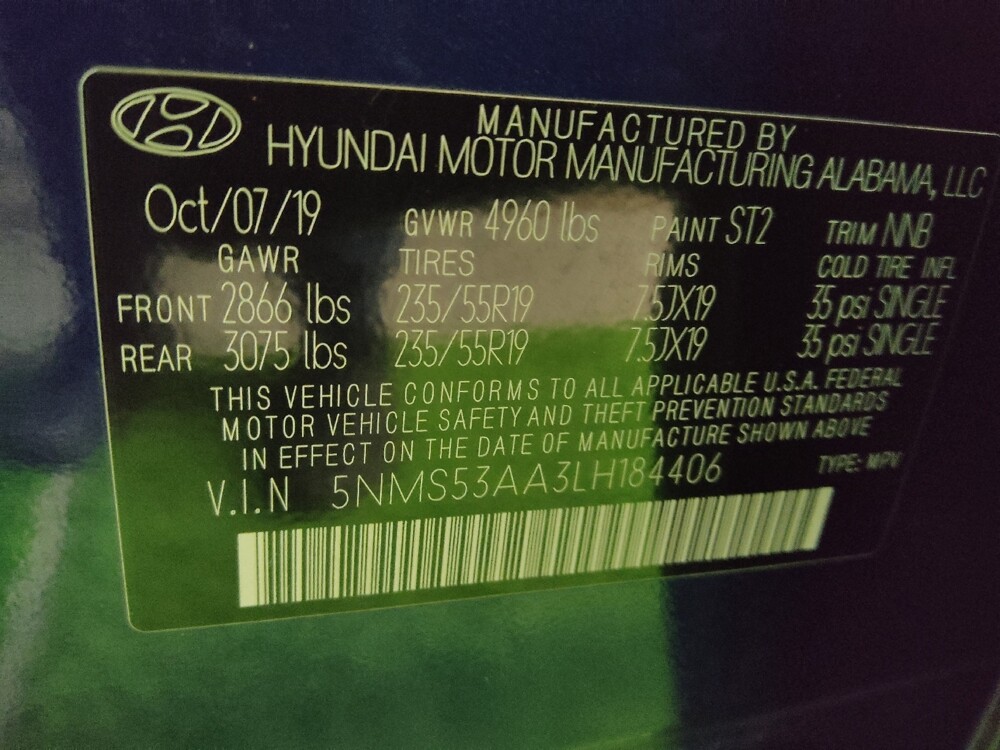 MANUFACTURED BY
HYUNDAI MOTOR MANUFACTURING ALABAMA, LLC
Oct/07/19 GVWR 4960 lbs PAINT ST2 TRIM NNB
GAWR TIRES RIMS COLD TIRE INFL
FRONT 2866 lbs 235/55R19 7.5JX19 35 psi SINGLE
REAR 3075 lbs 235/55R19 7.5JX19 35 psi SINGLE
THIS VEHICLE CONFORMS TO ALL APPLICABLE U.S.A. FEDERAL
MOTOR VEHICLE SAFETY AND THEFT PREVENTION STANDARDS
IN EFFECT ON THE DATE OF MANUFACTURE SHOWN ABOVE
V.I.N 5NMS53AA3LH184406 TYPE: MPV